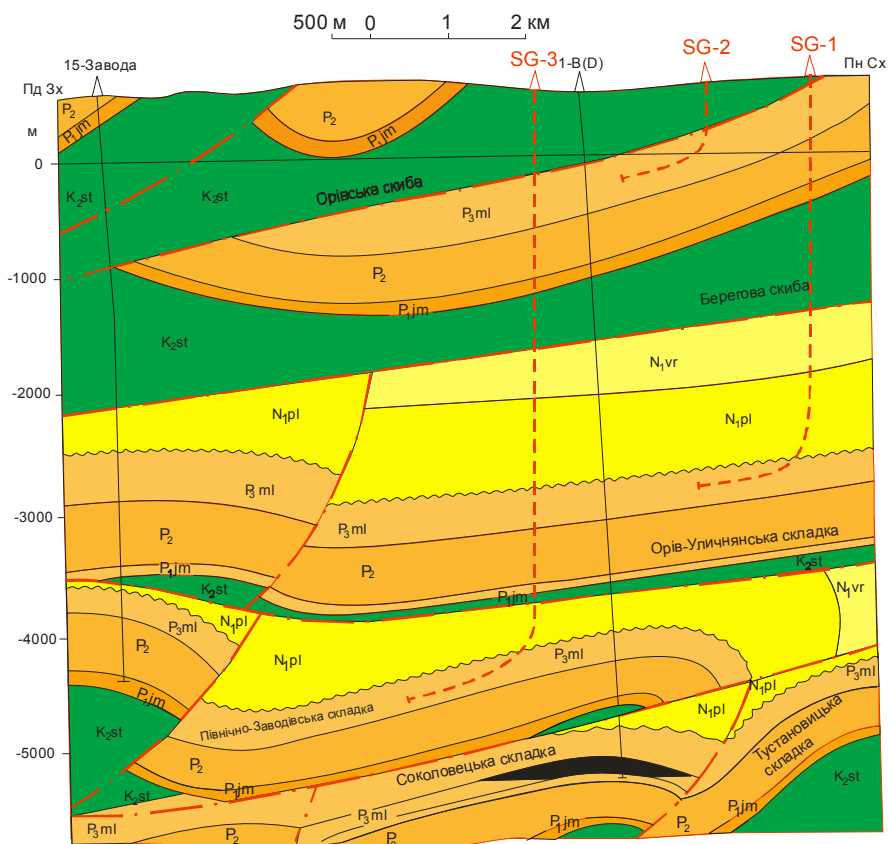 500 м 0 1 2 км
15-Завода
SG-3
1-В(D)
SG-2
SG-1
Пд Зх
Пн Сх
м
P₂
P₁jm
P₂
P₁jm
0
K₂st
K₂st
Орівська скиба
P₃ml
-1000
P₂
P₁jm
Берегова скиба
K₂st
N₁vr
-2000
N₁pl
N₁pl
P₃ml
-3000
P₃ml
P₂
Орів-Уличнянська складка
P₁jm
P₂
K₂st
K₂st
P₁jm
N₁vr
N₁pl
P₃ml
-4000
P₂
N₁pl
P₃ml
P₃ml
P₁jm
N₁pl
Північно-Заводівська складка
N₁pl
K₂st
Тустановицька
складка
-5000
P₂
Соколовецька складка
K₂st
P₁jm
K₂st
P₃ml
P₃ml
P₂
P₂
P₁jm
P₂
P₁jm